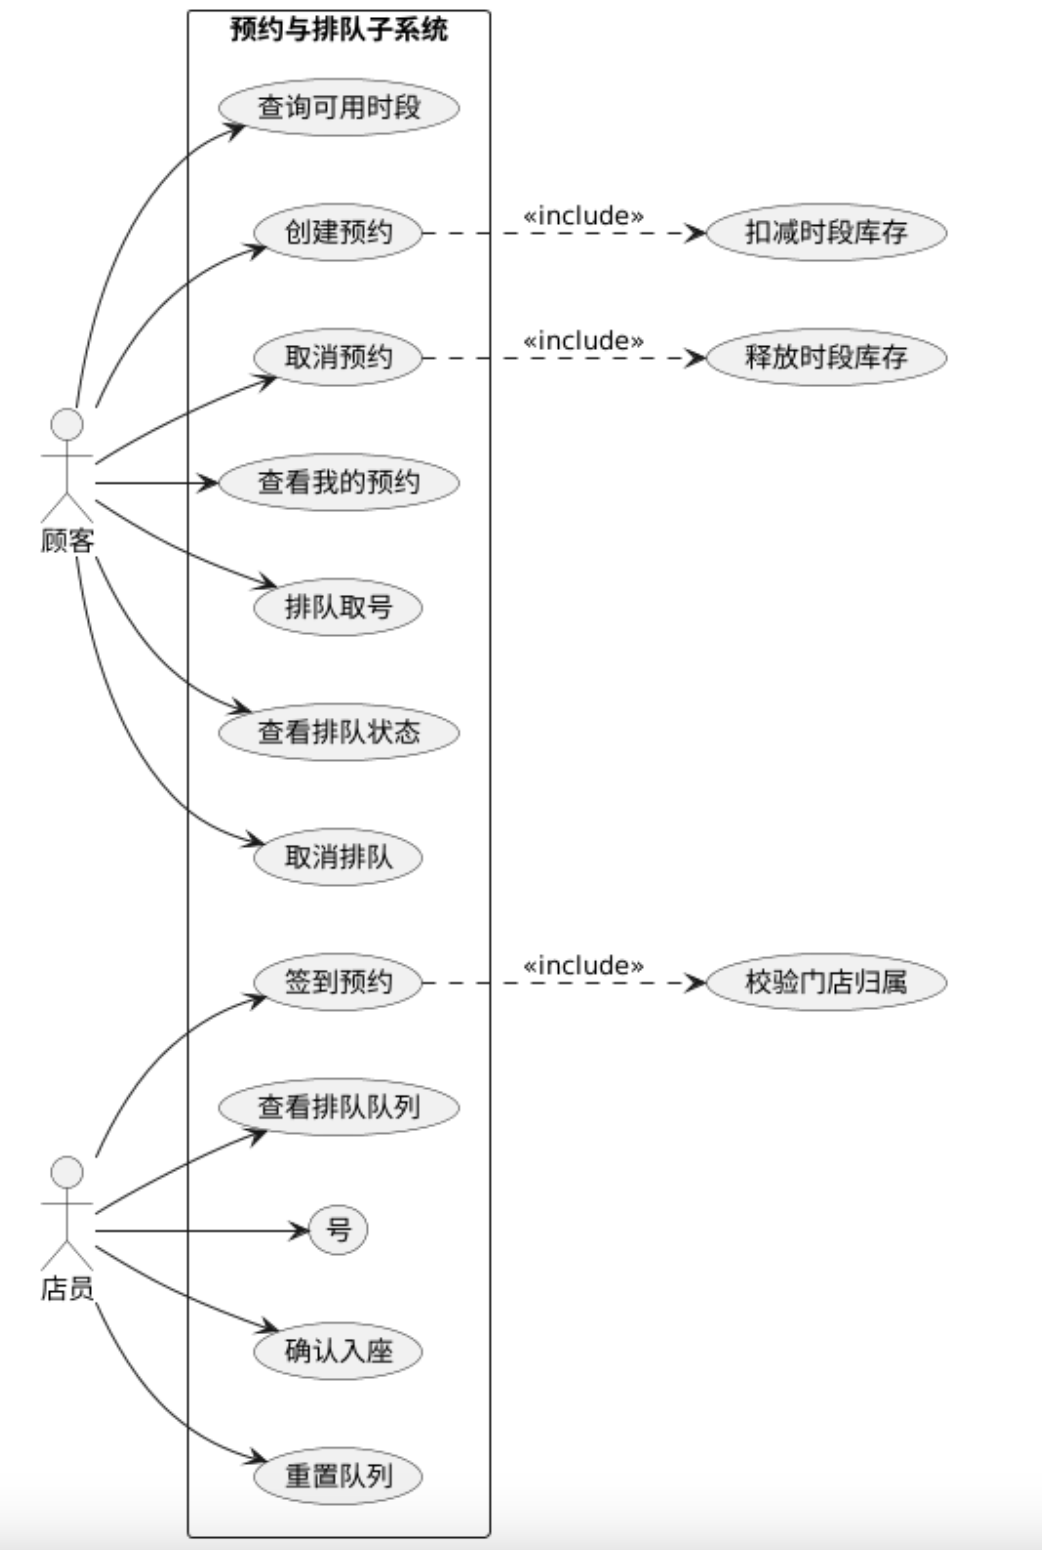 预约与排队子系统
查询可用时段
创建预约
«include»
扣减时段库存
取消预约
«include»
释放时段库存
查看我的预约
顾客
排队取号
查看排队状态
取消排队
签到预约
«include»
校验门店归属
查看排队队列
号
店员
确认入座
重置队列